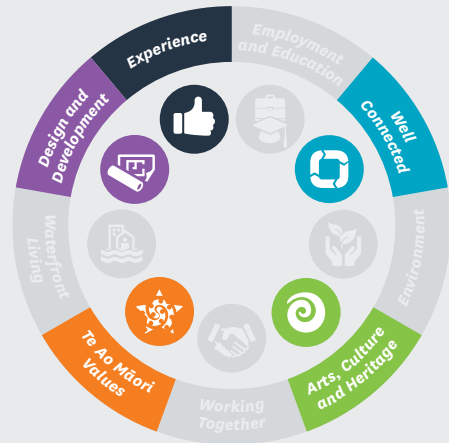 Experience
Employment
and Education
Well
Connected
Environment
Arts, Culture
and Heritage
Working
Together
Te Ao Māori
Values
Waterfront
Living
Design and
Development